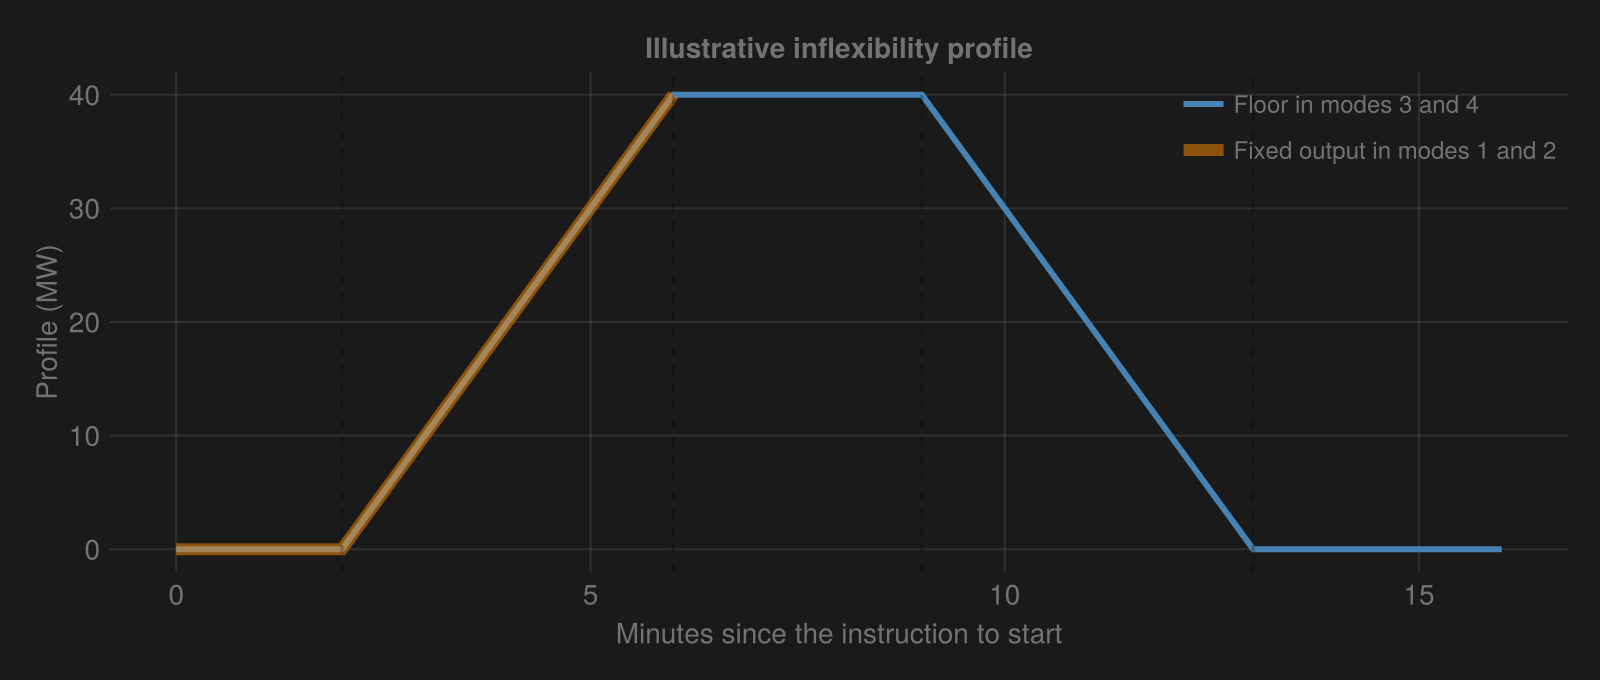 Illustrative inflexibility profile
Floor in modes 3 and 4
Fixed output in modes 1 and 2
Profile (MW)
40
30
20
10
0
0 5 10 15
Minutes since the instruction to start